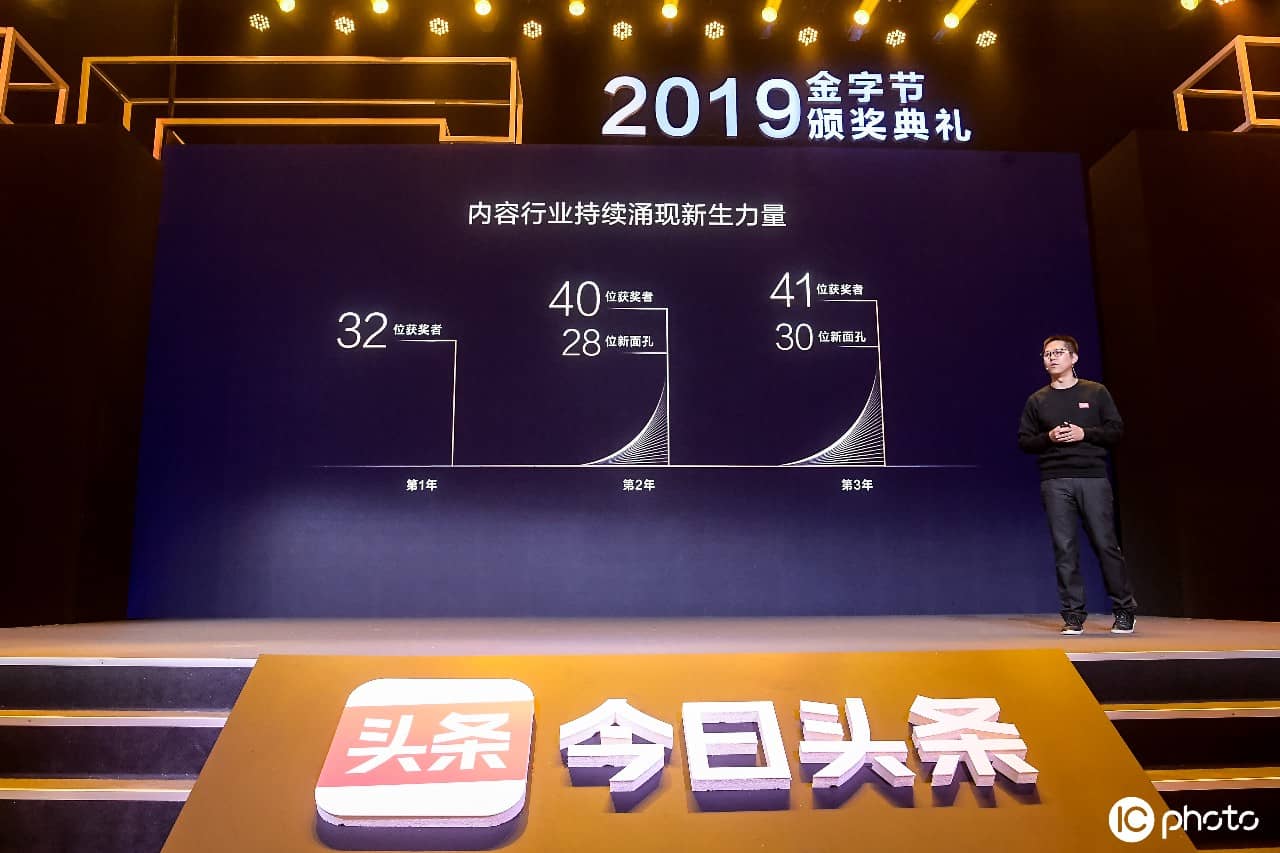 2019 金字节
颁奖典礼
内容行业持续涌现新生力量
32 位获奖者
40 位获奖者
28 位新面孔
41 位获奖者
30 位新面孔
第1年
第2年
第3年
头条
今日头条
IC photo